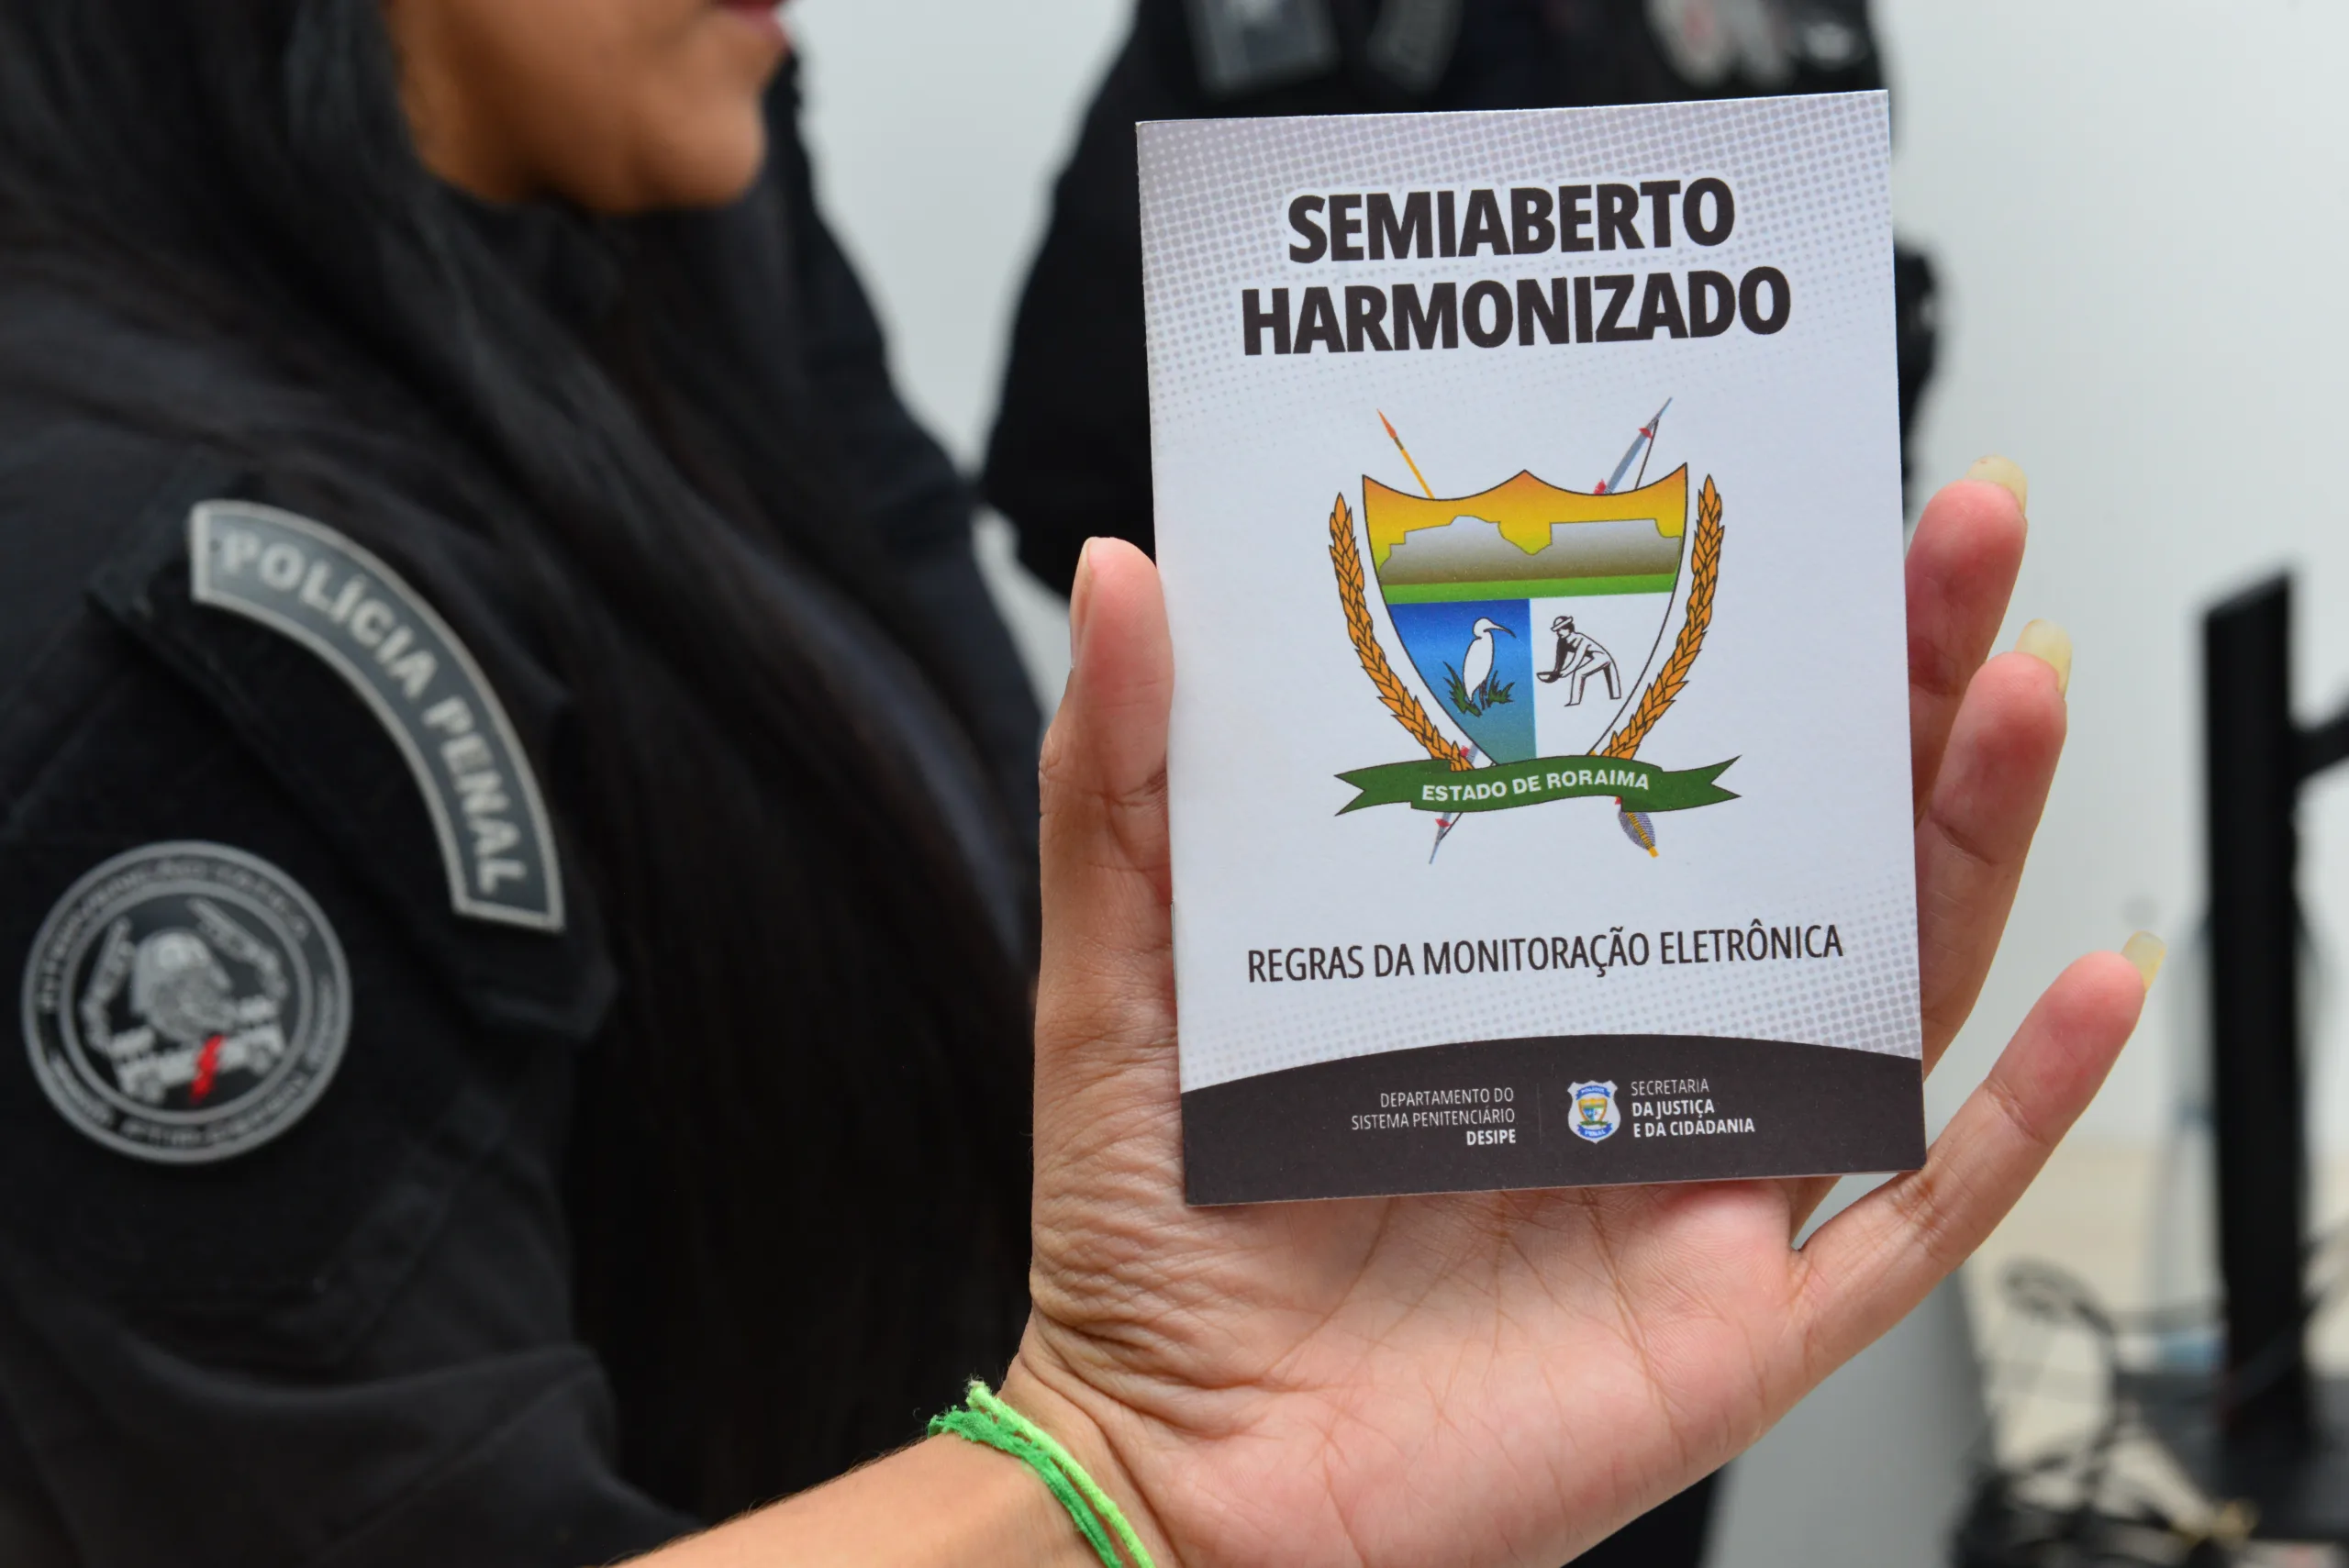 SEMIABERTO
HARMONIZADO
ESTADO DE RORAIMA
REGRAS DA MONITORAÇÃO ELETRÔNICA
DEPARTAMENTO DO
SISTEMA PENITENCIÁRIO
DESIPE
SECRETARIA
DA JUSTIÇA
E DA CIDADANIA
POLÍCIA PENAL